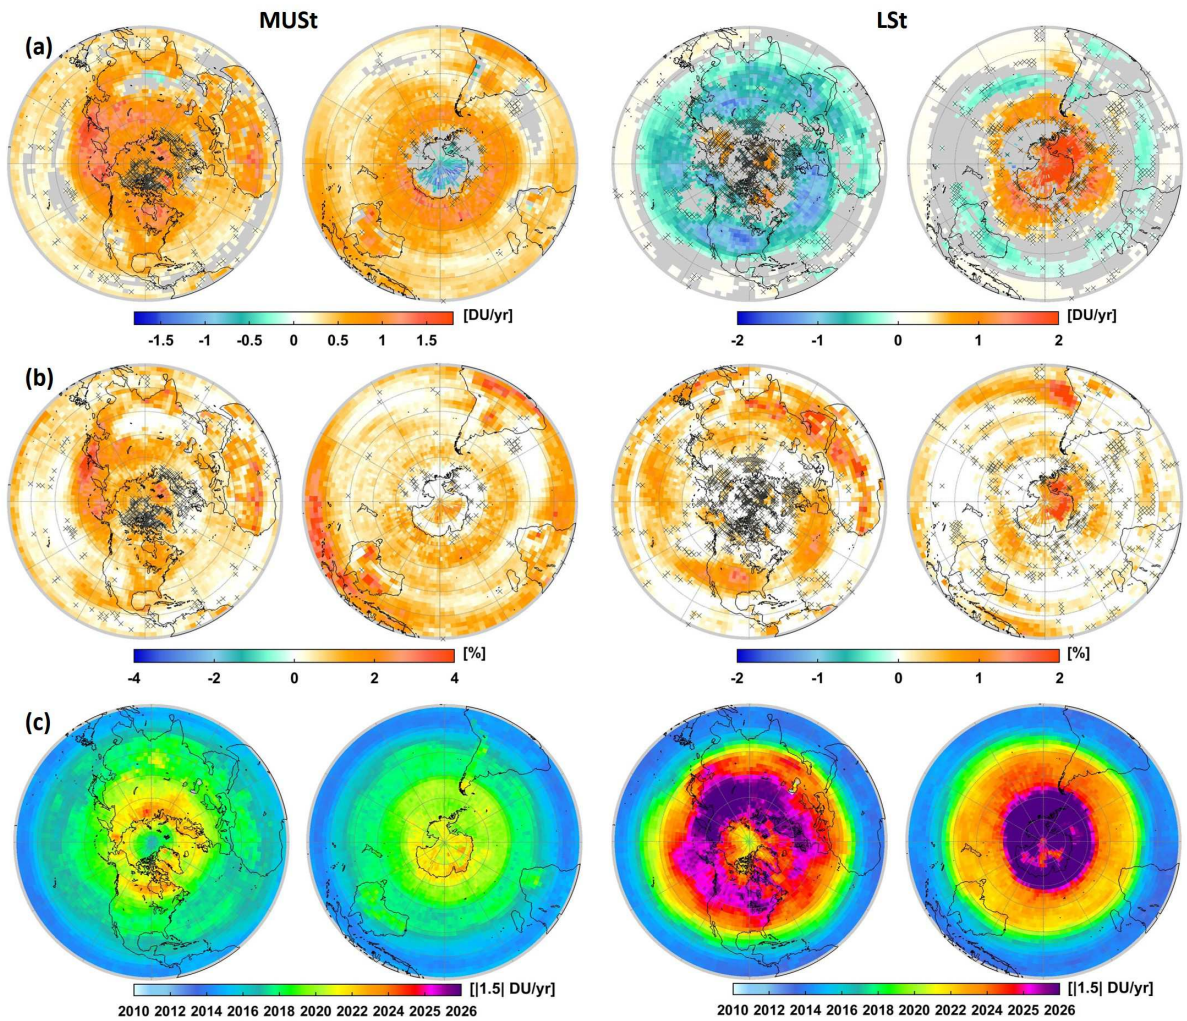 MUSt LSt
(a)
[DU/yr] [DU/yr]
-1.5 -1 -0.5 0 0.5 1 1.5 -2 -1 0 1 2
(b)
[%] [%]
-4 -2 0 2 4 -2 -1 0 1 2
(c)
[|1.5| DU/yr] [|1.5| DU/yr]
2010 2012 2014 2016 2018 2020 2022 2024 2025 2026 2010 2012 2014 2016 2018 2020 2022 2024 2025 2026